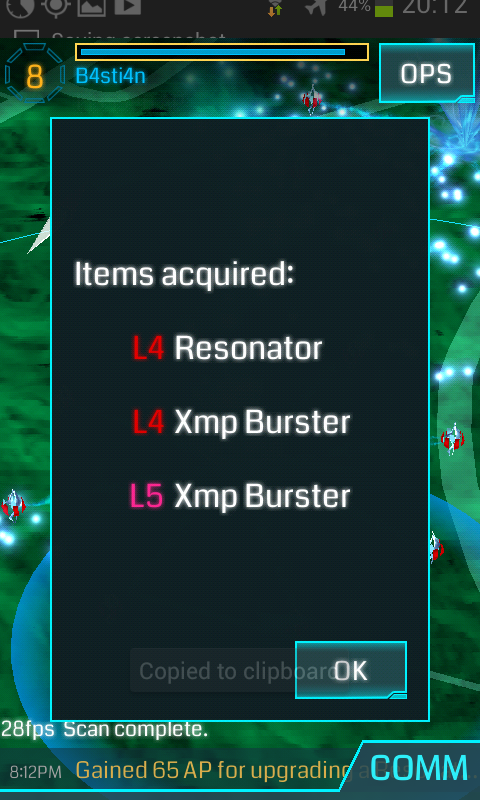 44% 20:12
Saving screenshot
8 B4sti4n OPS
Items acquired:
L4 Resonator
L4 Xmp Burster
L5 Xmp Burster
Copied to clipboard OK
28fps Scan complete.
8:12PM Gained 65 AP for upgrading
COMM